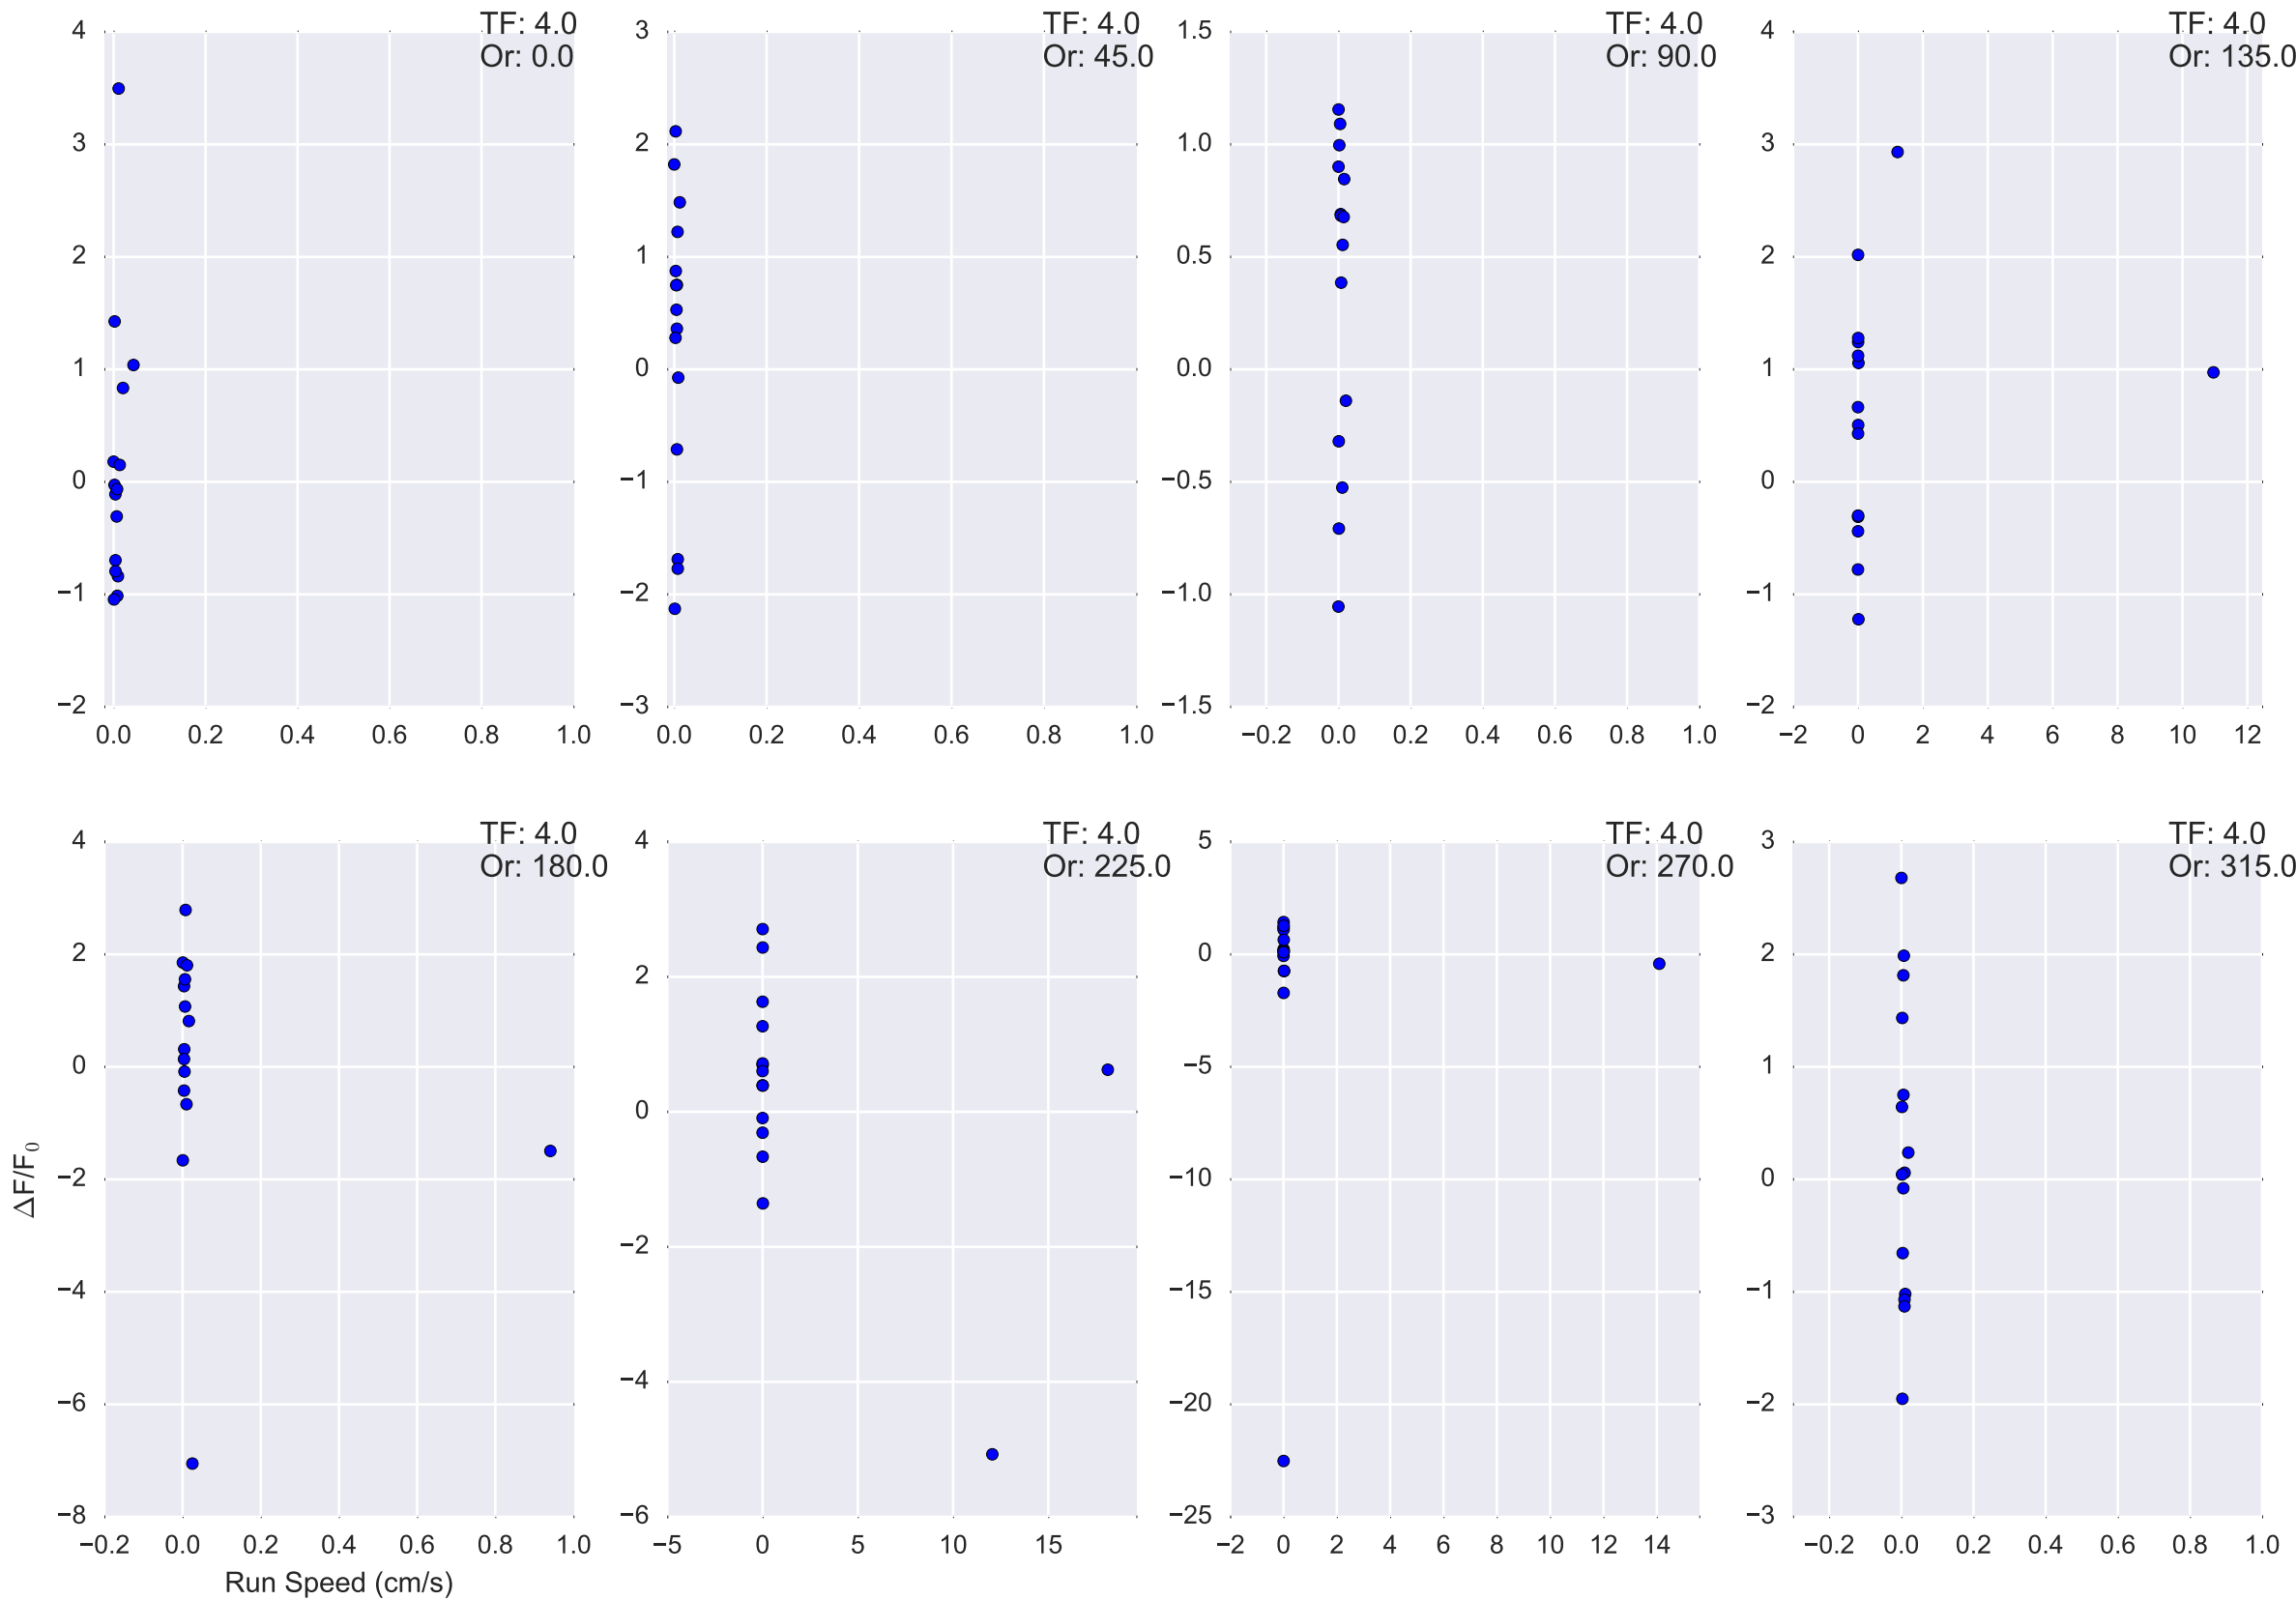 TF: 4.0
Or: 0.0
4
3
2
1
0
−1
−2
0.0 0.2 0.4 0.6 0.8 1.0
TF: 4.0
Or: 45.0
3
2
1
0
−1
−2
−3
0.0 0.2 0.4 0.6 0.8 1.0
TF: 4.0
Or: 90.0
1.5
1.0
0.5
0.0
−0.5
−1.0
−1.5
−0.2 0.0 0.2 0.4 0.6 0.8 1.0
TF: 4.0
Or: 135.0
4
3
2
1
0
−1
−2
−2 0 2 4 6 8 10 12
TF: 4.0
Or: 180.0
4
2
0
−2
−4
−6
−8
ΔF/F0
−0.2 0.0 0.2 0.4 0.6 0.8 1.0
Run Speed (cm/s)
TF: 4.0
Or: 225.0
4
2
0
−2
−4
−6
−5 0 5 10 15
TF: 4.0
Or: 270.0
5
0
−5
−10
−15
−20
−25
−2 0 2 4 6 8 10 12 14
TF: 4.0
Or: 315.0
3
2
1
0
−1
−2
−3
−0.2 0.0 0.2 0.4 0.6 0.8 1.0